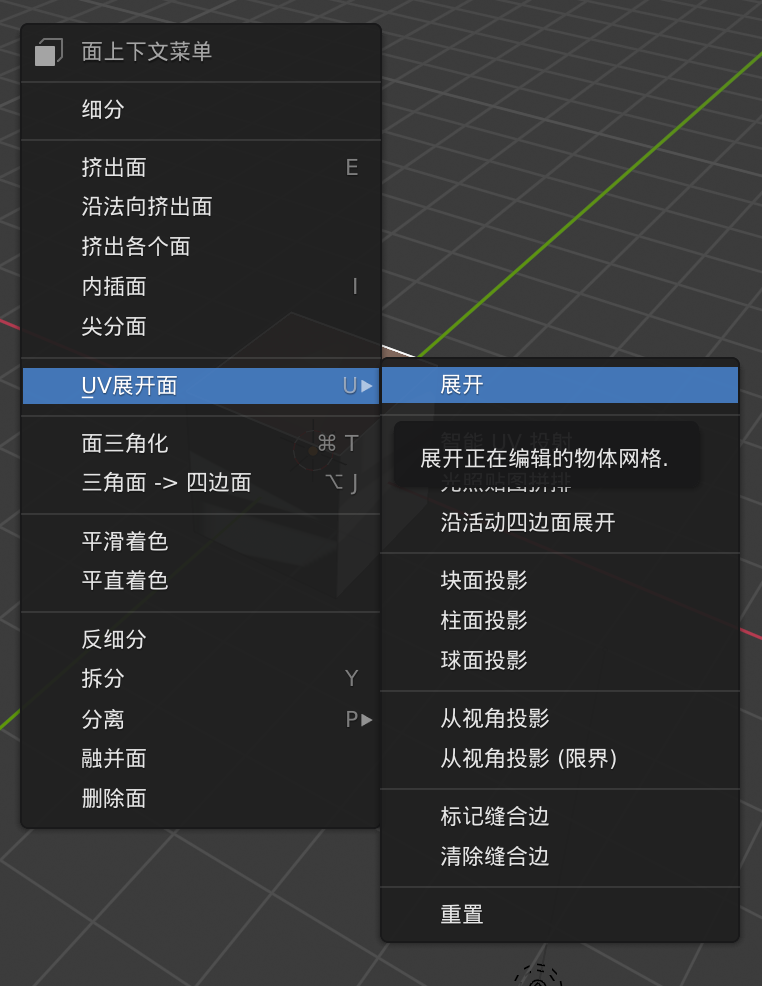 面上下文菜单
细分
挤出面 E
沿法向挤出面
挤出各个面
内插面 I
尖分面
UV展开面 U
面三角化 ⌘ T
三角面 -> 四边面 ⌥ J
平滑着色
平直着色
反细分
拆分 Y
分离 P
融并面
删除面
展开
智能 UV 投射
展开正在编辑的物体网格.
光照贴图拼排
沿活动四边面展开
块面投影
柱面投影
球面投影
从视角投影
从视角投影 (限界)
标记缝合边
清除缝合边
重置